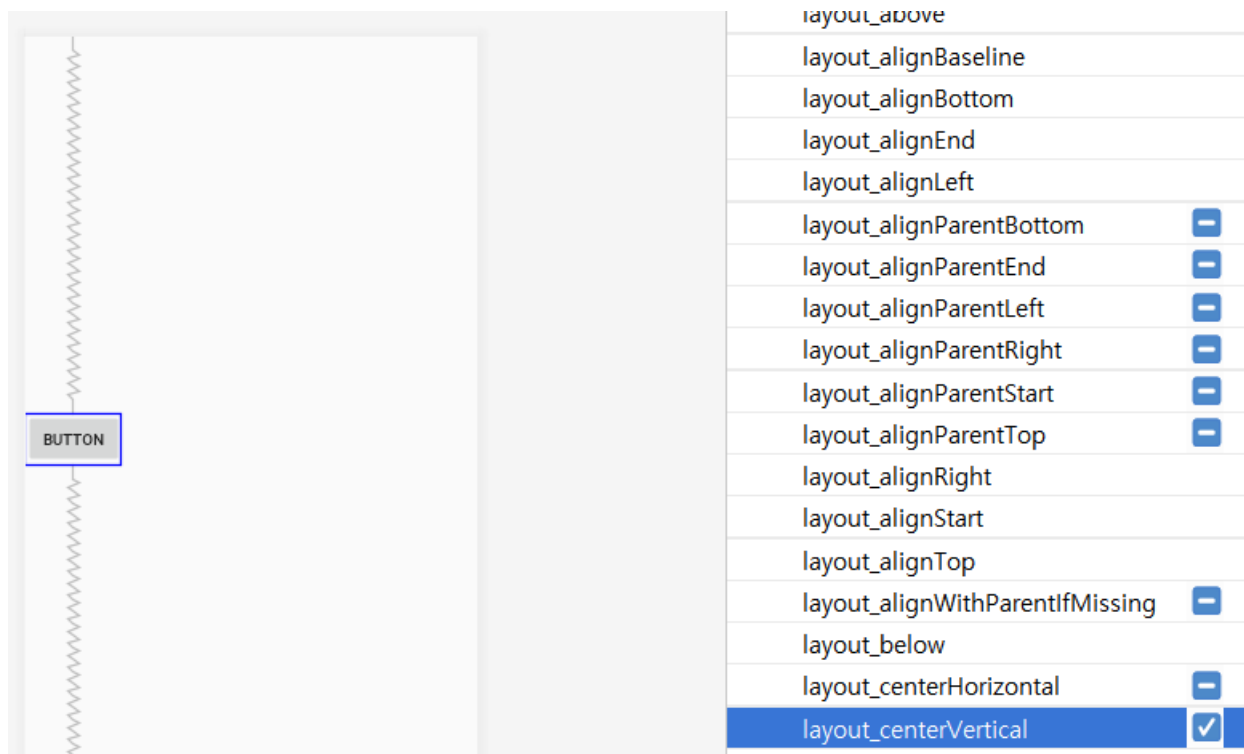 layout_above
layout_alignBaseline
layout_alignBottom
layout_alignEnd
layout_alignLeft
layout_alignParentBottom
layout_alignParentEnd
layout_alignParentLeft
layout_alignParentRight
layout_alignParentStart
layout_alignParentTop
BUTTON
layout_alignRight
layout_alignStart
layout_alignTop
layout_alignWithParentIfMissing
layout_below
layout_centerHorizontal
layout_centerVertical